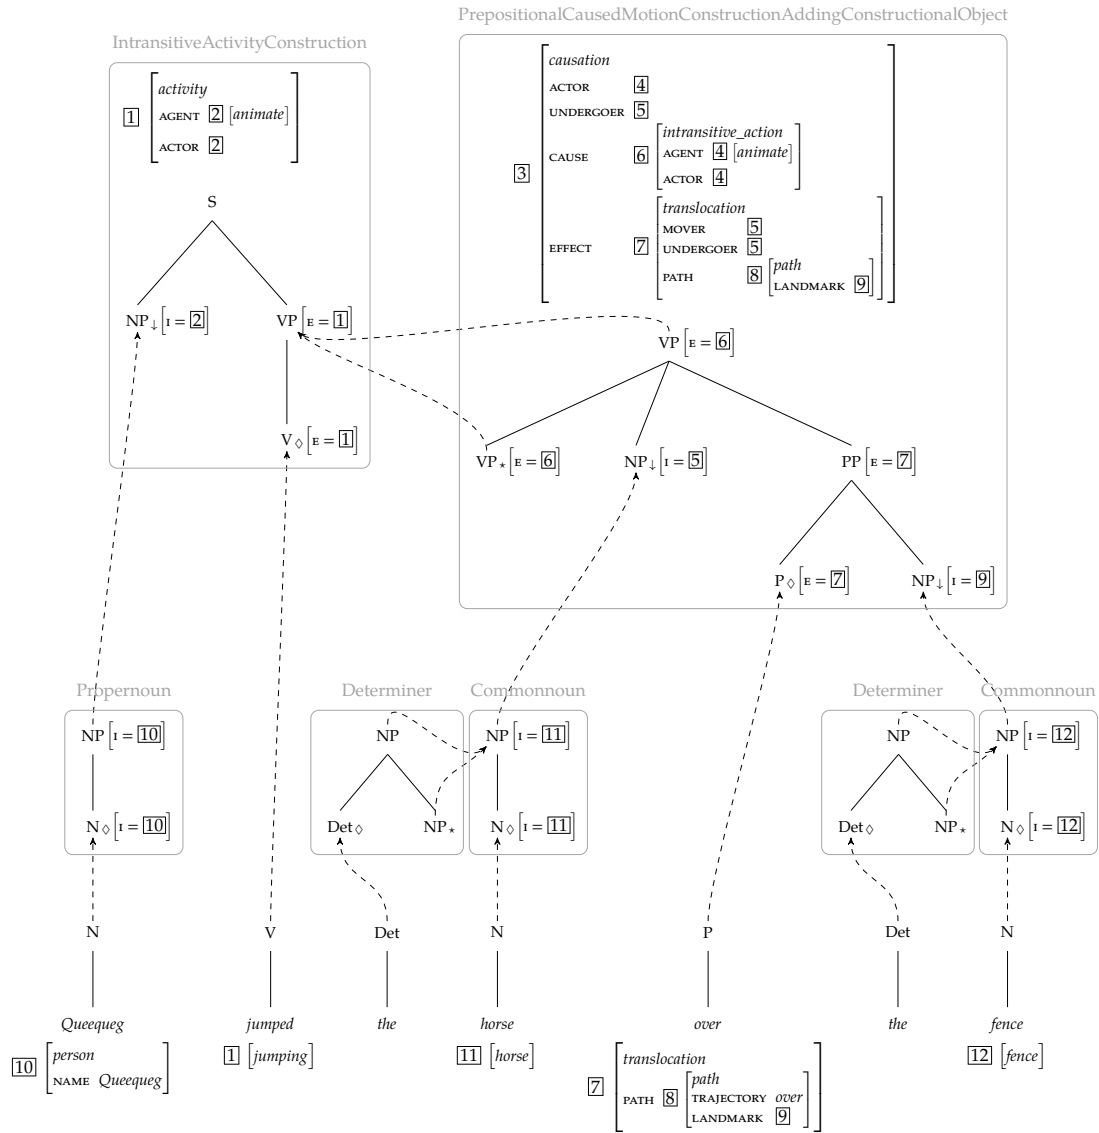 PrepositionalCausedMotionConstructionAddingConstructionalObject
IntransitiveActivityConstruction
1 [activity
AGENT 2 [animate]
ACTOR 2]
3 [causation
ACTOR 4
UNDERGOER 5
CAUSE 6 [intransitive_action
AGENT 4 [animate]
ACTOR 4]
EFFECT 7 [translocation
MOVER 5
UNDERGOER 5
PATH 8 [path
LANDMARK 9]]]
S
NP↓[I = 2] VP[E = 1]
V◊[E = 1]
VP[E = 6]
VP⋆[E = 6] NP↓[I = 5] PP[E = 7]
P◊[E = 7] NP↓[I = 9]
Propernoun Determiner Commonnoun Determiner Commonnoun
NP[I = 10] NP NP[I = 11] NP NP[I = 12]
N◊[I = 10] Det◊ NP⋆ N◊[I = 11] Det◊ NP⋆ N◊[I = 12]
N V Det N P Det N
Queequeg jumped the horse over the fence
10 [person
NAME Queequeg]
1 [jumping]
11 [horse]
7 [translocation
PATH 8 [path
TRAJECTORY over
LANDMARK 9]]
12 [fence]